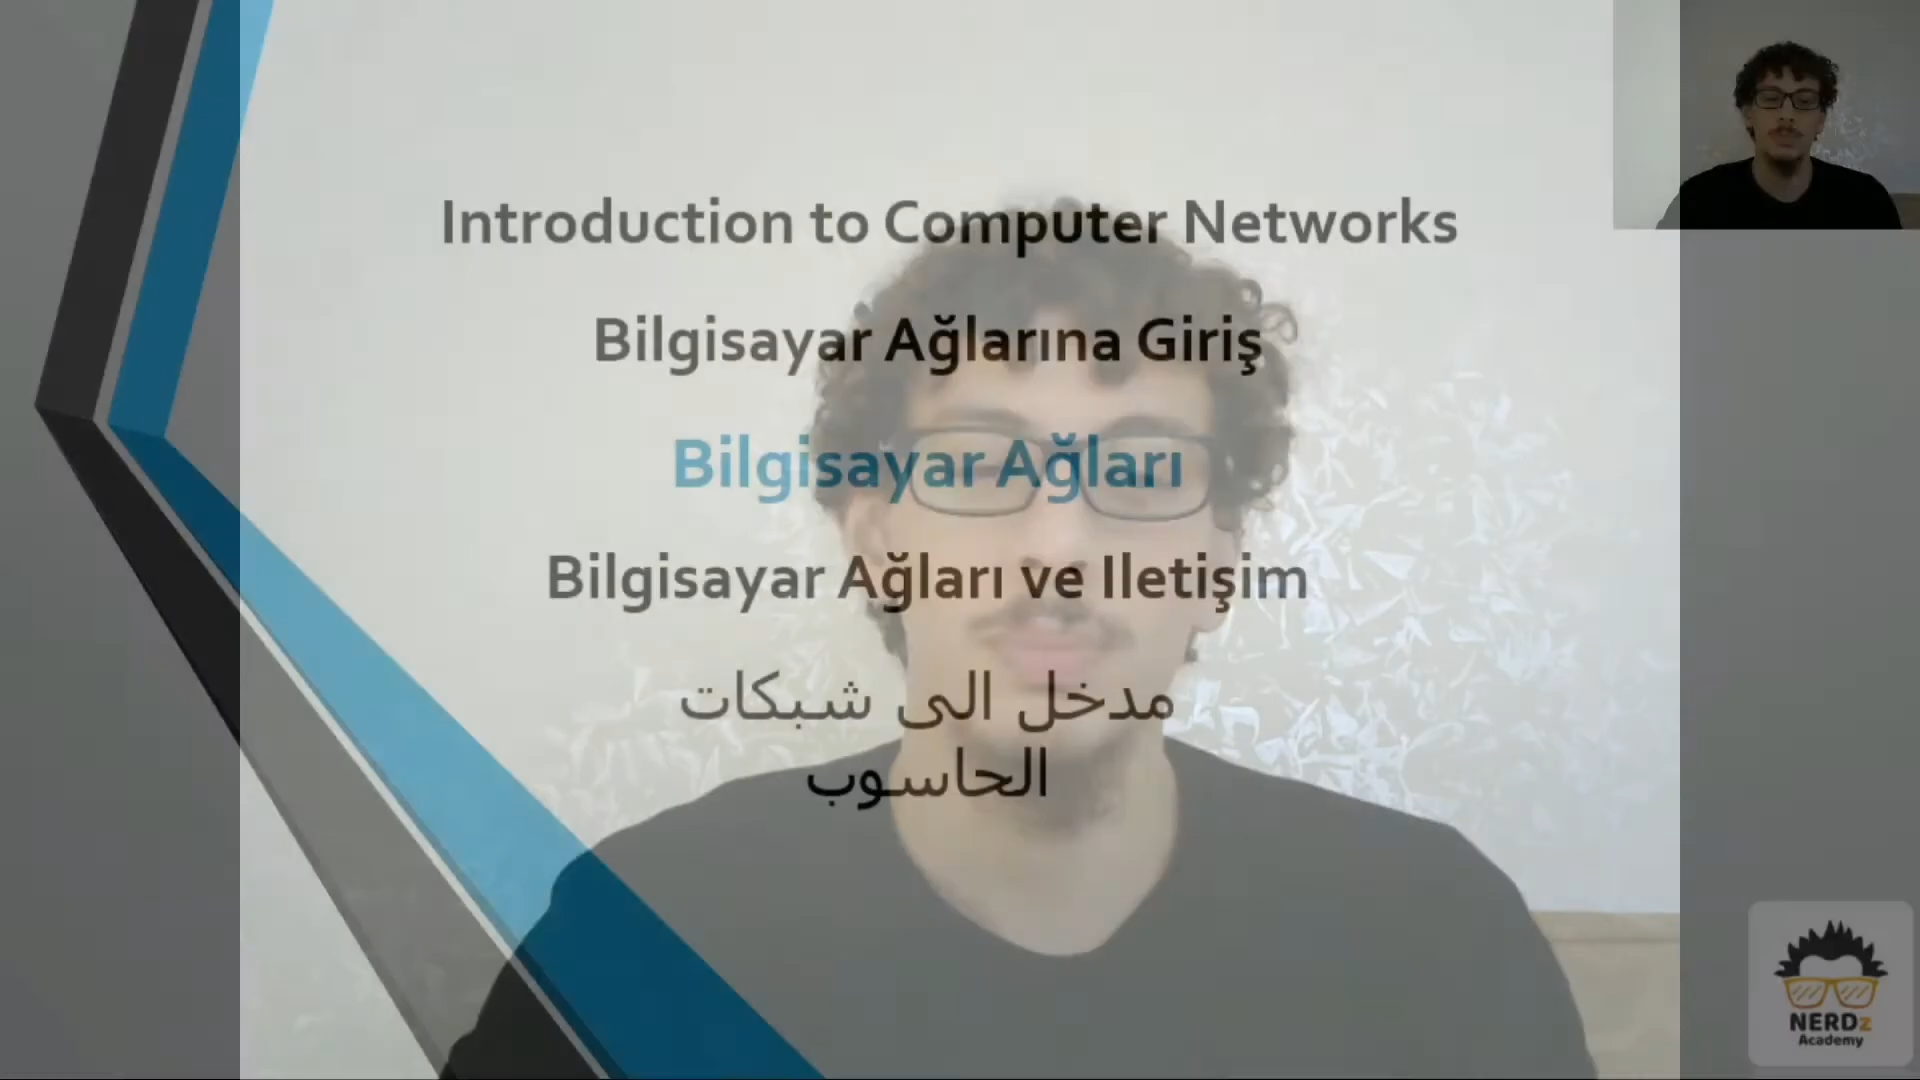 Introduction to Computer Networks
Bilgisayar Ağlarına Giriş
Bilgisayar Ağları
Bilgisayar Ağları ve Iletişim
مدخل الى شبكات
الحاسوب
NERDz
Academy